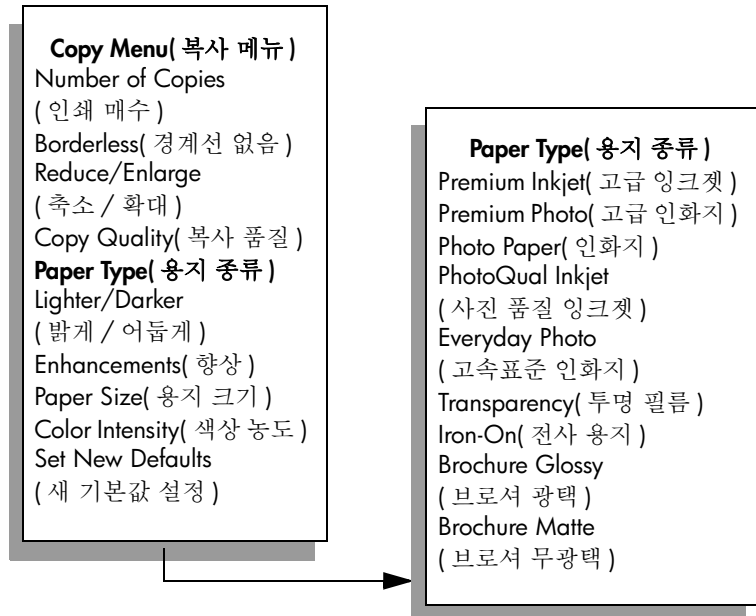 Copy Menu( 복사 메뉴 )
Number of Copies
( 인쇄 매수 )
Borderless( 경계선 없음 )
Reduce/Enlarge
( 축소 / 확대 )
Copy Quality( 복사 품질 )
Paper Type( 용지 종류 )
Lighter/Darker
( 밝게 / 어둡게 )
Enhancements( 향상 )
Paper Size( 용지 크기 )
Color Intensity( 색상 농도 )
Set New Defaults
( 새 기본값 설정 )
Paper Type( 용지 종류 )
Premium Inkjet( 고급 잉크젯 )
Premium Photo( 고급 인화지 )
Photo Paper( 인화지 )
PhotoQual Inkjet
( 사진 품질 잉크젯 )
Everyday Photo
( 고속표준 인화지 )
Transparency( 투명 필름 )
Iron-On( 전사 용지 )
Brochure Glossy
( 브로셔 광택 )
Brochure Matte
( 브로셔 무광택 )